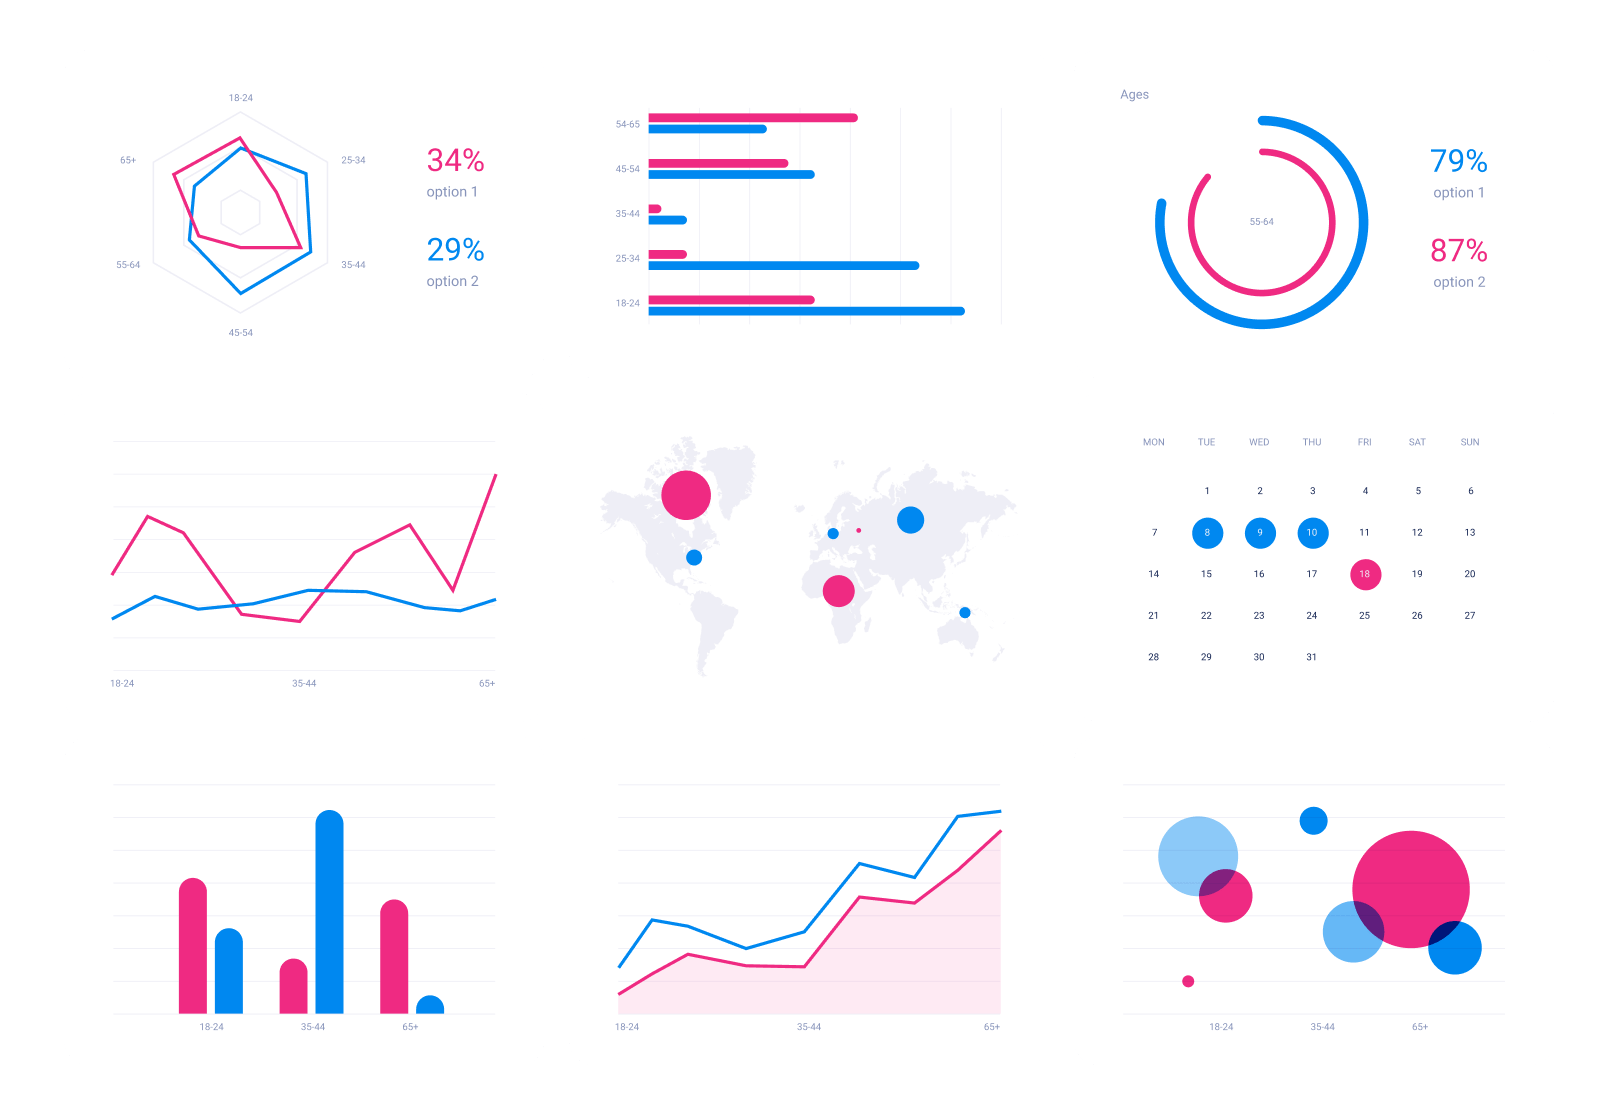 18-24
65+
25-34
55-64
35-44
45-54
34%
option 1
29%
option 2
54-65
45-54
35-44
25-34
18-24
Ages
55-64
79%
option 1
87%
option 2
18-24 35-44 65+
MON TUE WED THU FRI SAT SUN
1 2 3 4 5 6
7 8 9 10 11 12 13
14 15 16 17 18 19 20
21 22 23 24 25 26 27
28 29 30 31
18-24 35-44 65+
18-24 35-44 65+
18-24 35-44 65+